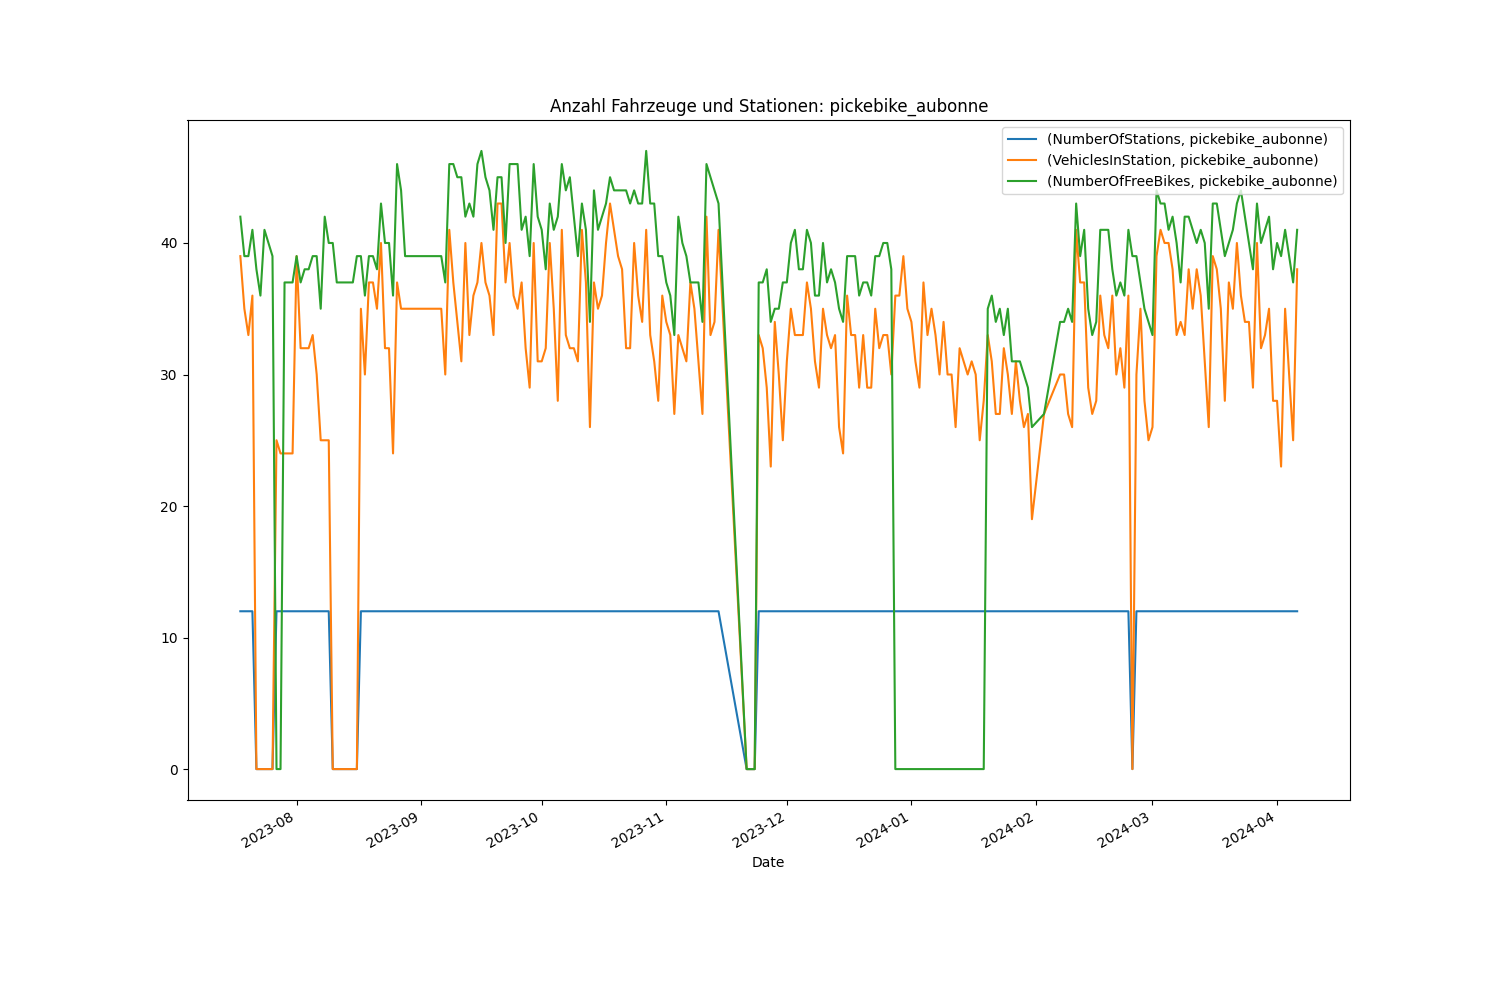 Anzahl Fahrzeuge und Stationen: pickebike_aubonne
(NumberOfStations, pickebike_aubonne)
(VehiclesInStation, pickebike_aubonne)
(NumberOfFreeBikes, pickebike_aubonne)
40
30
20
10
0
2023-08
2023-09
2023-10
2023-11
2023-12
2024-01
2024-02
2024-03
2024-04
Date